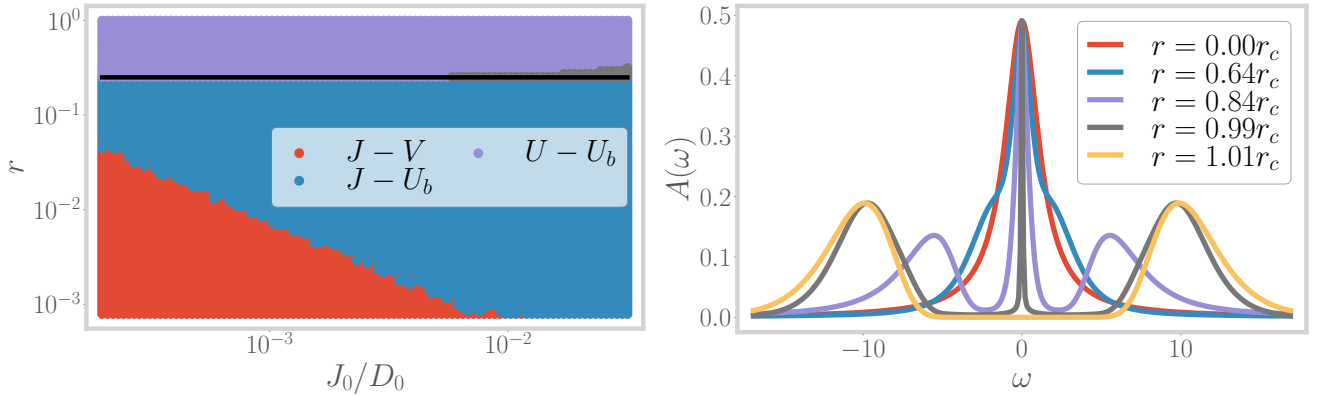 10^0
10^{-1}
10^{-2}
10^{-3}
r
J − V
U − U_b
J − U_b
10^{-3}
10^{-2}
J_0/D_0
0.5
0.4
0.3
0.2
0.1
0.0
A(ω)
r = 0.00r_c
r = 0.64r_c
r = 0.84r_c
r = 0.99r_c
r = 1.01r_c
−10
0
10
ω